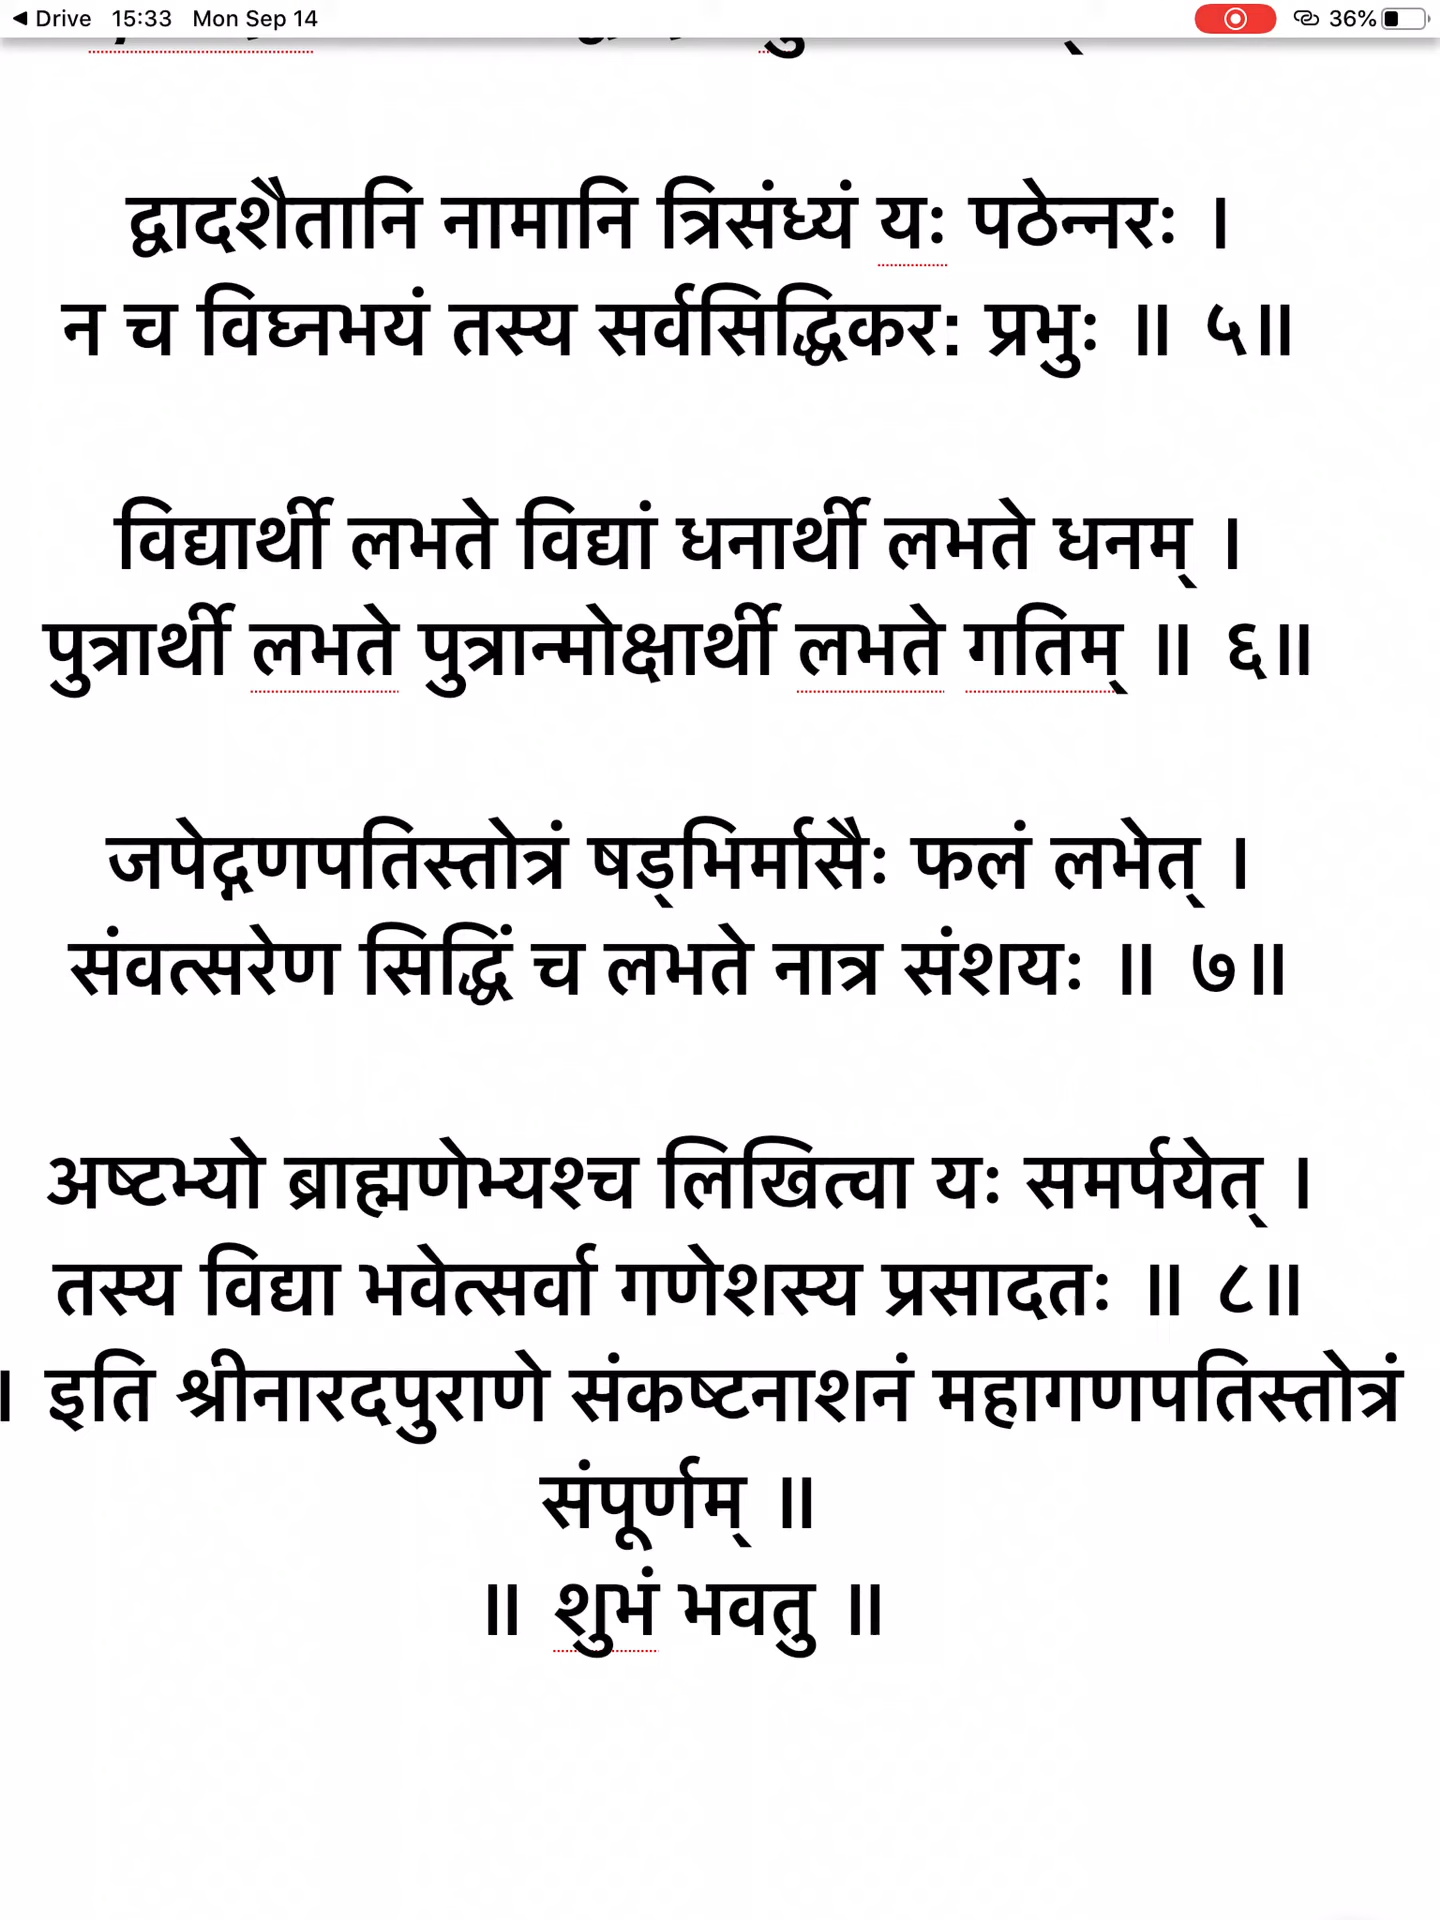 Drive 15:33 Mon Sep 14 36%
द्वादशैतानि नामानि त्रिसंध्यं यः पठेन्नरः ।
न च विघ्नभयं तस्य सर्वसिद्धिकर: प्रभुः ॥ ५॥
विद्यार्थी लभते विद्यां धनार्थी लभते धनम् ।
पुत्रार्थी लभते पुत्रान्मोक्षार्थी लभते गतिम् ॥ ६॥
जपेद्गणपतिस्तोत्रं षड्भिर्मासैः फलं लभेत् ।
संवत्सरेण सिद्धिं च लभते नात्र संशयः ॥ ७॥
अष्टभ्यो ब्राह्मणेभ्यश्च लिखित्वा यः समर्पयेत् ।
तस्य विद्या भवेत्सर्वा गणेशस्य प्रसादतः ॥ ८॥
। इति श्रीनारदपुराणे संकष्टनाशनं महागणपतिस्तोत्रं
संपूर्णम् ॥
॥ शुभं भवतु ॥